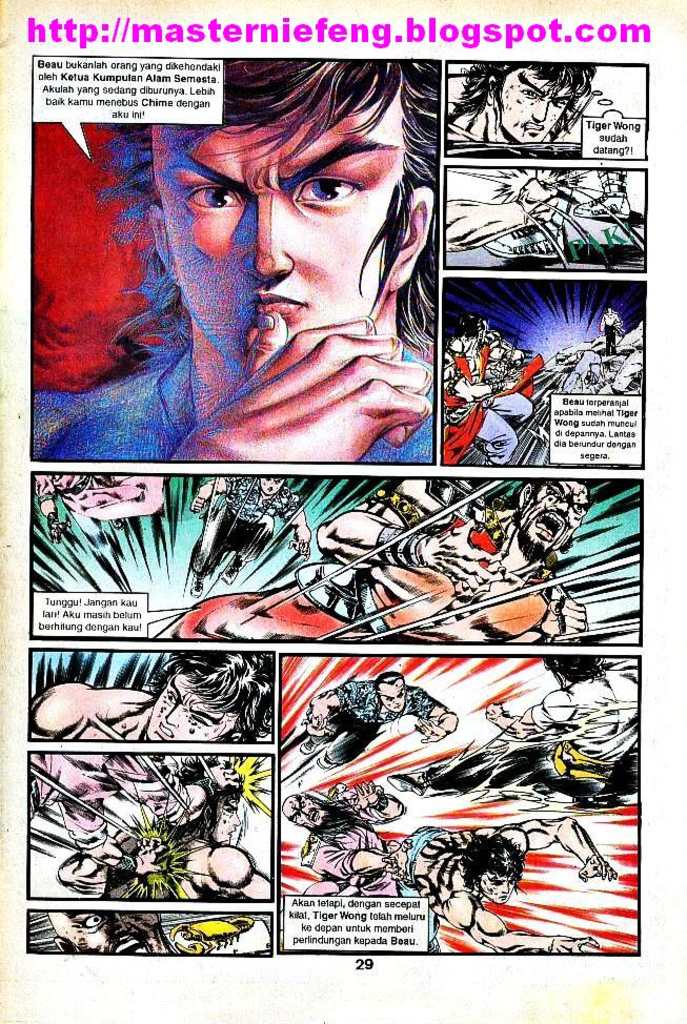 http://masterniefeng.blogspot.com
Beau bukanlah orang yang dikehendaki
oleh Ketua Kumpulan Alam Semesta.
Akulah yang sedang diburunya. Lebih
baik kamu menebus Chime dengan
aku ini!
Tiger Wong
sudah
datang?!
PAK!
Beau terperanjat
apabila melihat Tiger
Wong sudah muncul
di depannya. Lantas
dia berundur dengan
segera.
Tunggu! Jangan kau
lari! Aku masih belum
berhitung dengan kau!
Akan tetapi, dengan secepat
kilat, Tiger Wong telah meluru
ke depan untuk memberi
perlindungan kepada Beau.
29